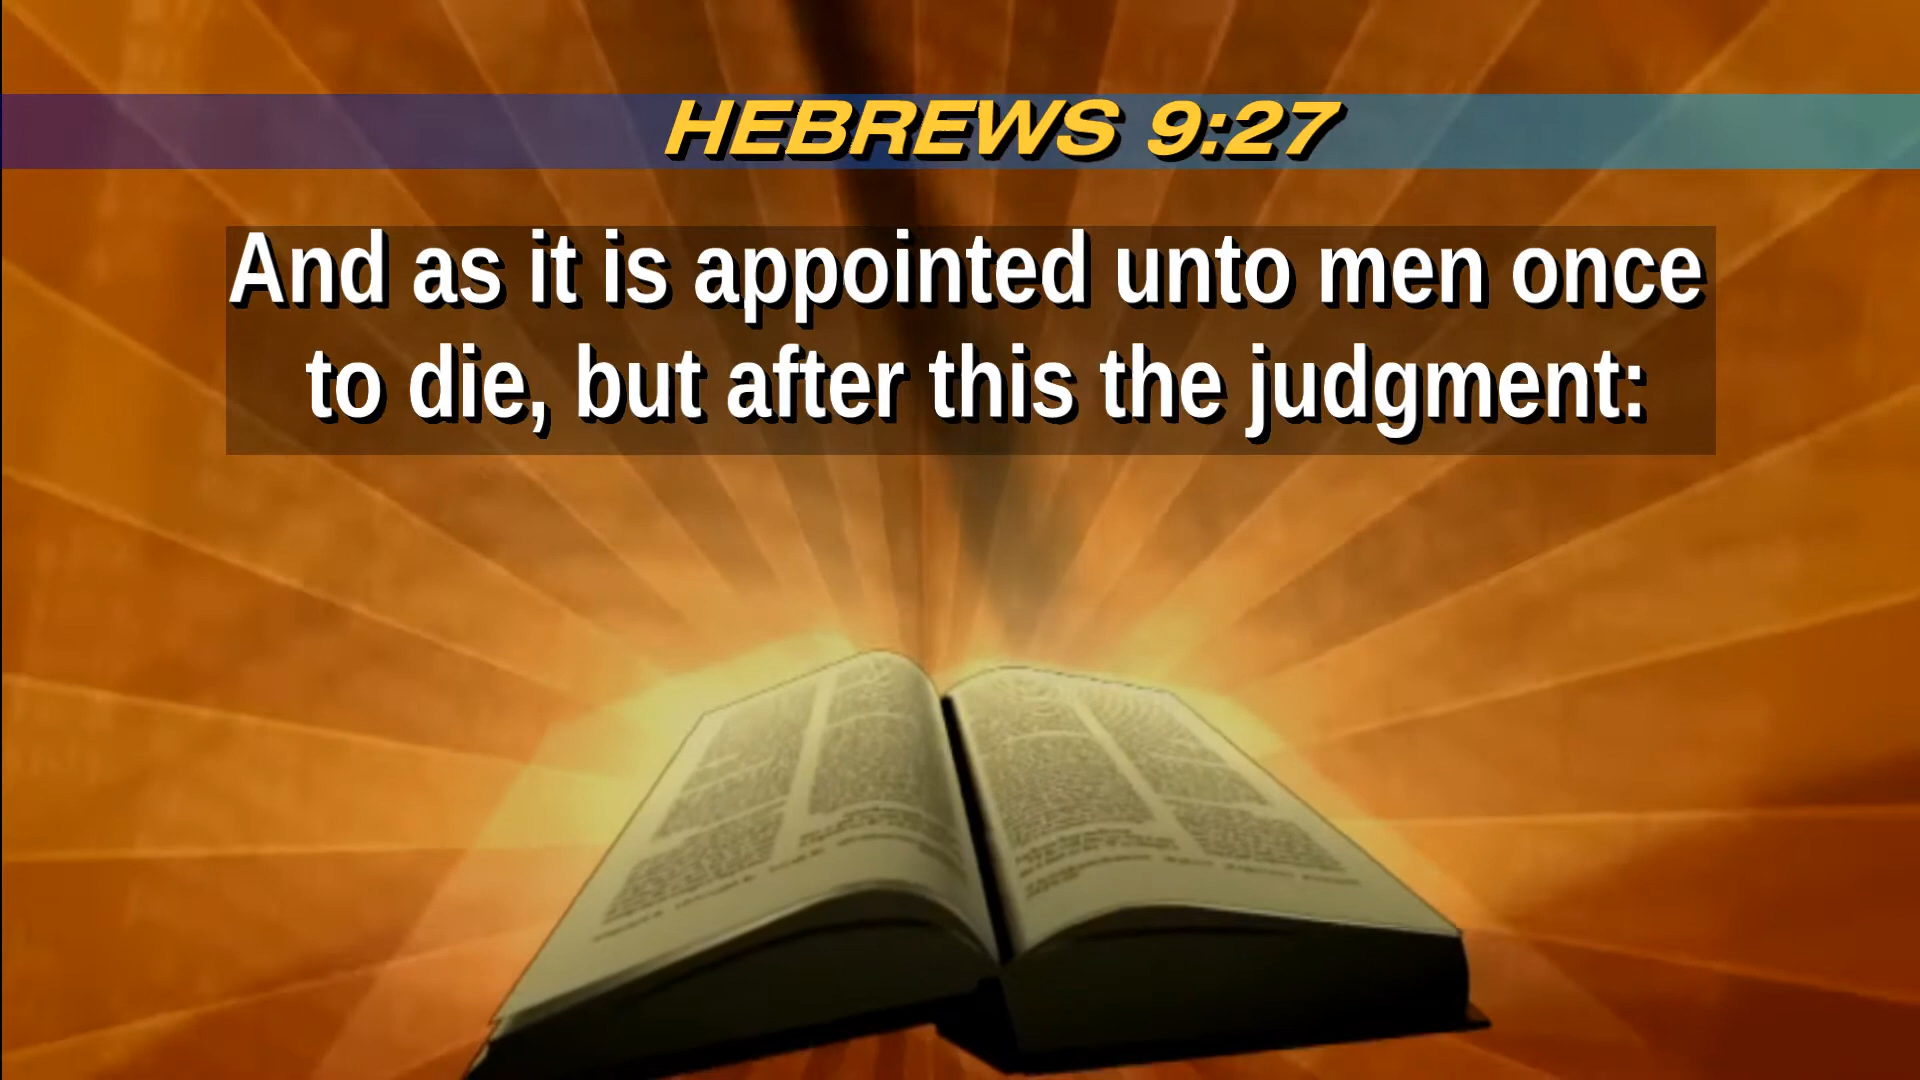 HEBREWS 9:27
And as it is appointed unto men once
to die, but after this the judgment: